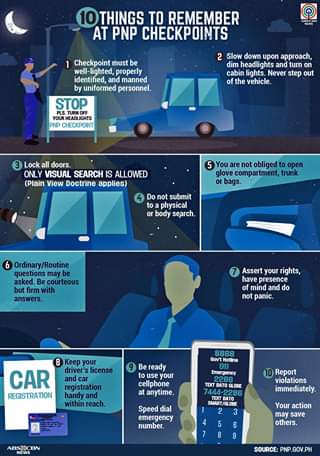 10 THINGS TO REMEMBER
AT PNP CHECKPOINTS
1 Checkpoint must be
well-lighted, properly
identified, and manned
by uniformed personnel.
2 Slow down upon approach,
dim headlights and turn on
cabin lights. Never step out
of the vehicle.
STOP
PLS. TURN OFF
YOUR HEADLIGHTS
PNP CHECKPOINT
3 Lock all doors.
ONLY VISUAL SEARCH IS ALLOWED
(Plain View Doctrine applies)
4 Do not submit
to a physical
or body search.
5 You are not obliged to open
glove compartment, trunk
or bags.
6 Ordinary/Routine
questions may be
asked. Be courteous
but firm with
answers.
7 Assert your rights,
have presence
of mind and do
not panic.
CAR
REGISTRATION
8 Keep your
driver's license
and car
registration
handy and
within reach.
9 Be ready
to use your
cellphone
at anytime.
Speed dial
emergency
number.
8888
Gov't Hotline
911
Emergency
2286
TEXT BATO GLOBE
7444-2286
TEXT BATO
SMART/GLOBE
1 2 3
4 5 6
7 8 9
10 Report
violations
immediately.
Your action
may save
others.
ABS-CBN
NEWS
SOURCE: PNP.GOV.PH